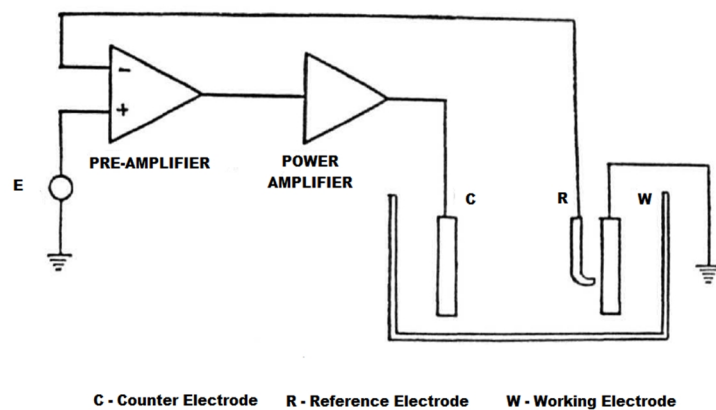 -
+
PRE-AMPLIFIER
POWER
AMPLIFIER
E
C
R
W
C - Counter Electrode R - Reference Electrode W - Working Electrode